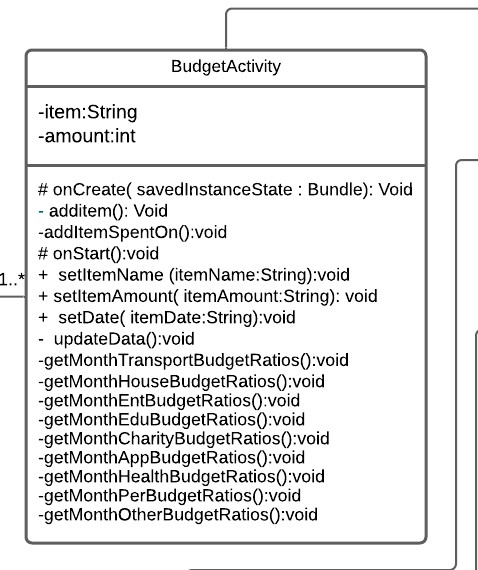 BudgetActivity
-item:String
-amount:int
# onCreate( savedInstanceState : Bundle): Void
- additem(): Void
-addItemSpentOn():void
# onStart():void
1..*
+ setItemName (itemName:String):void
+ setItemAmount( itemAmount:String): void
+ setDate( itemDate:String):void
- updateData():void
-getMonthTransportBudgetRatios():void
-getMonthHouseBudgetRatios():void
-getMonthEntBudgetRatios():void
-getMonthEduBudgetRatios():void
-getMonthCharityBudgetRatios():void
-getMonthAppBudgetRatios():void
-getMonthHealthBudgetRatios():void
-getMonthPerBudgetRatios():void
-getMonthOtherBudgetRatios():void